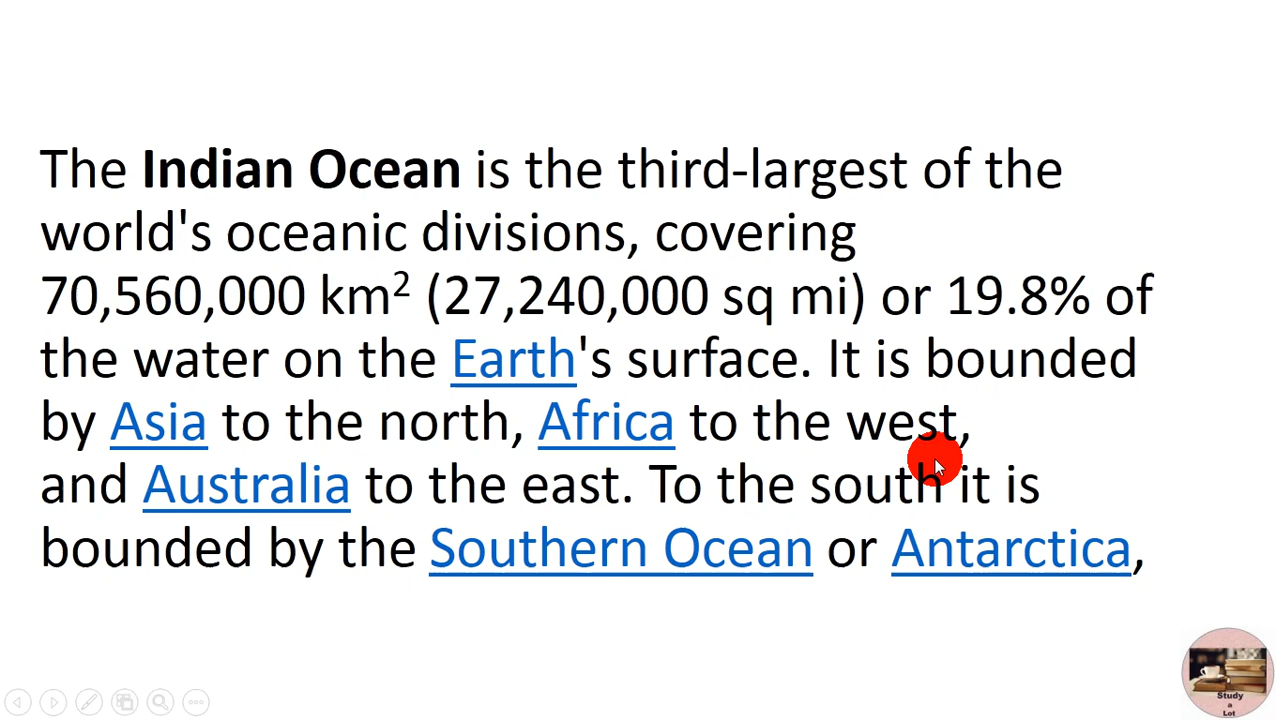 The Indian Ocean is the third-largest of the
world's oceanic divisions, covering
70,560,000 km² (27,240,000 sq mi) or 19.8% of
the water on the Earth's surface. It is bounded
by Asia to the north, Africa to the west,
and Australia to the east. To the south it is
bounded by the Southern Ocean or Antarctica,
Study
a
Lot